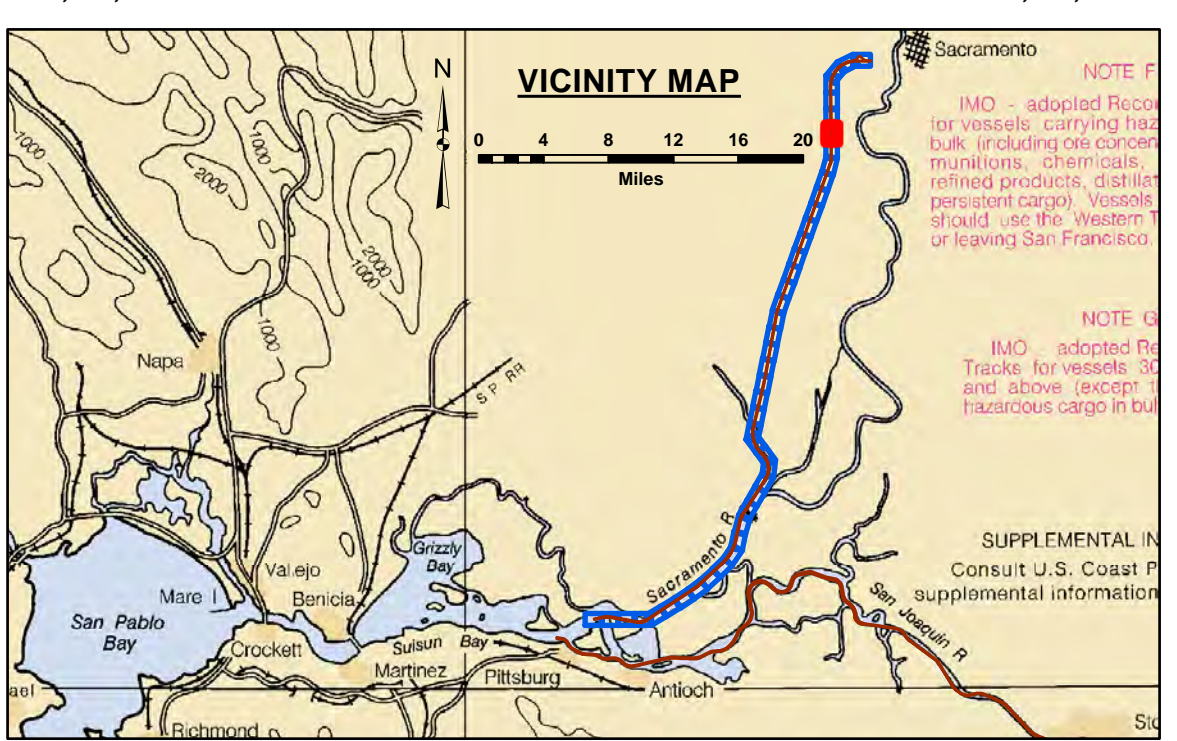 Sacramento
N
VICINITY MAP
NOTE F
0 4 8 12 16 20
Miles
IMO - adopted Reco
for vessels carrying haz
bulk (including ore concen
munitions, chemicals,
refined products, distillat
persistent cargo). Vessels
should use the Western T
or leaving San Francisco.
1000
1000
2000
2000
1000
1000
NOTE G
IMO adopted Re
Tracks for vessels 30
and above (except t
hazardous cargo in bul
Napa
S P RR
Grizzly
Bay
Sacramento R
SUPPLEMENTAL IN
Consult U.S. Coast P
supplemental information
Vallejo
Mare I
Benicia
San Pablo
Bay
San Joaquin R
Crockett
Suisun Bay
Martinez
Pittsburg
Antioch
ael
Richmond
Sto